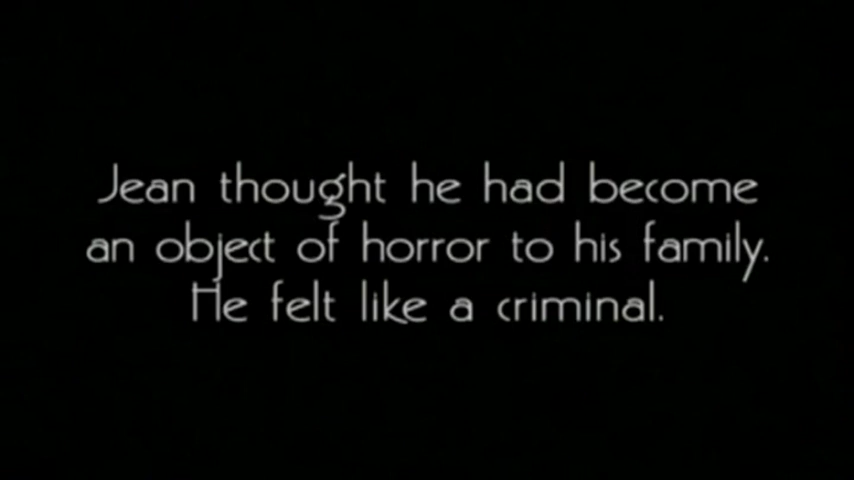 Jean thought he had become
an object of horror to his family.
He felt like a criminal.